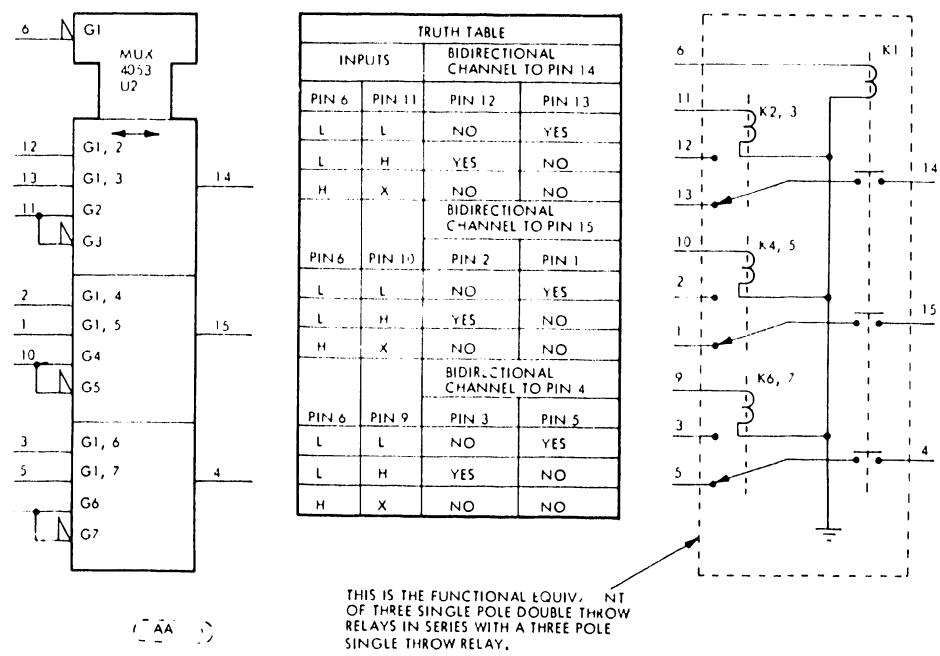 6 G1
MUX
4053
U2
12 G1, 2
13 G1, 3 14
11 G2
G3
2 G1, 4
1 G1, 5 15
10 G4
G5
3 G1, 6
5 G1, 7 4
G6
G7
AA
TRUTH TABLE
INPUTS BIDIRECTIONAL
CHANNEL TO PIN 14
PIN 6 PIN 11 PIN 12 PIN 13
L L NO YES
L H YES NO
H X NO NO
BIDIRECTIONAL
CHANNEL TO PIN 15
PIN 6 PIN 10 PIN 2 PIN 1
L L NO YES
L H YES NO
H X NO NO
BIDIRECTIONAL
CHANNEL TO PIN 4
PIN 6 PIN 9 PIN 3 PIN 5
L L NO YES
L H YES NO
H X NO NO
6 K1
11 K2, 3
12
13 14
10 K4, 5
2
1 15
9 K6, 7
3
5 4
THIS IS THE FUNCTIONAL
OF THREE SINGLE POLE DOUBLE THROW
RELAYS IN SERIES WITH A THREE POLE
SINGLE THROW RELAY.